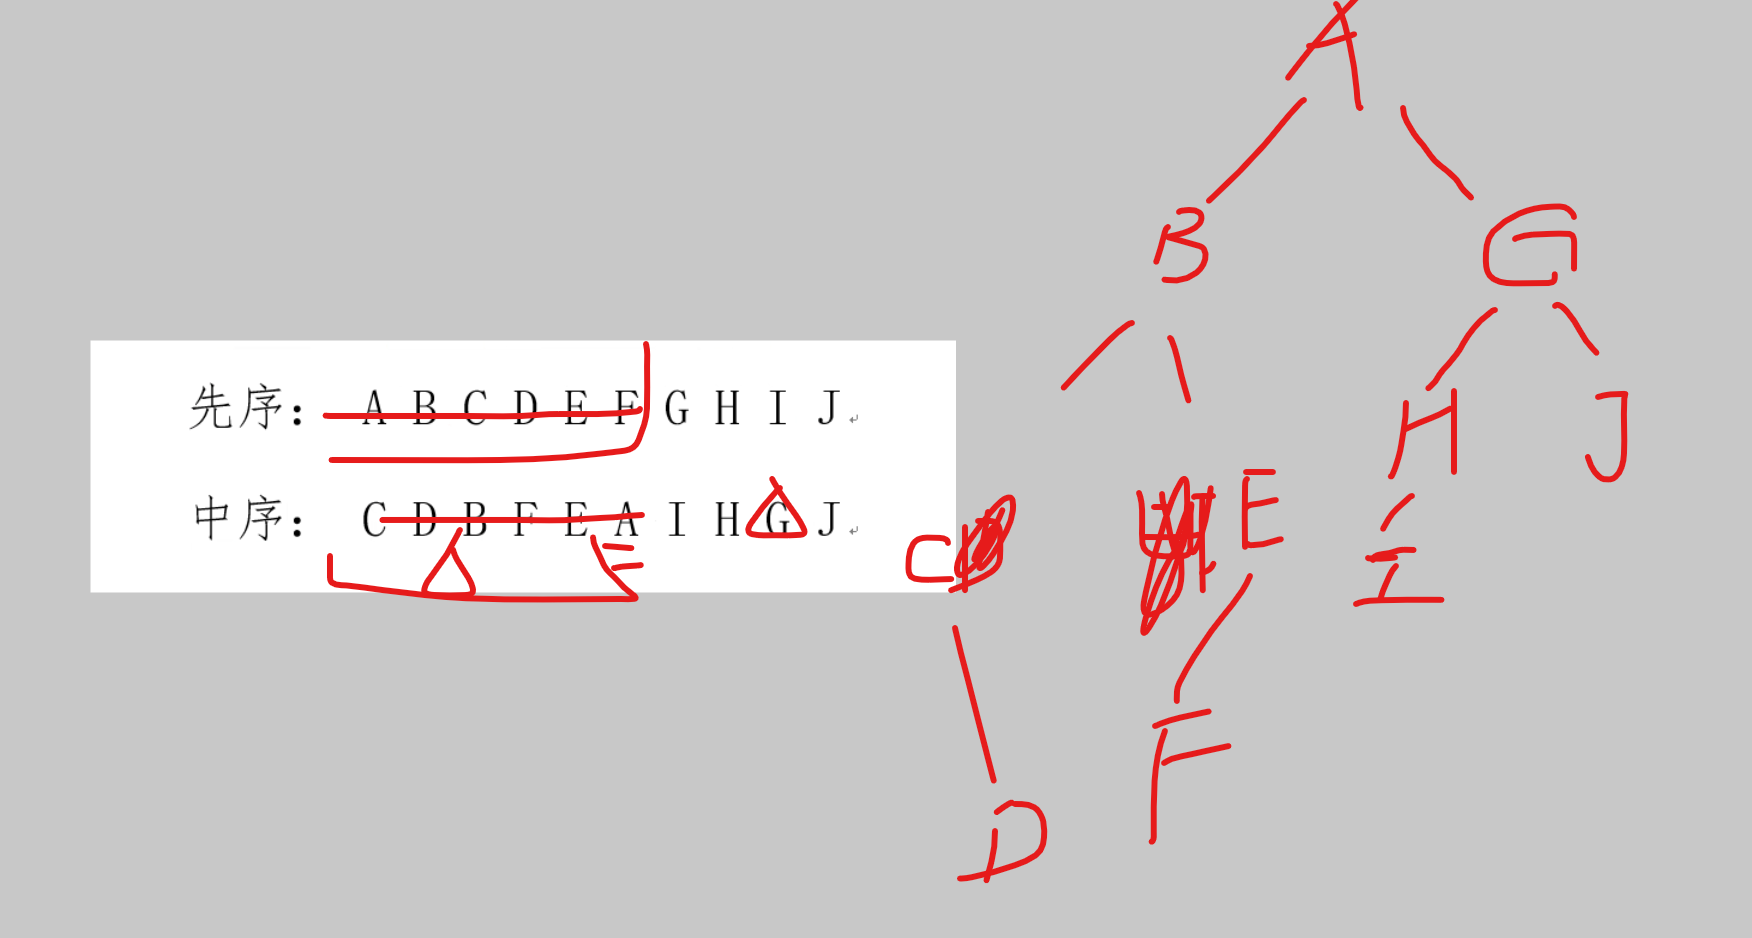 A
B G
先序： A B C D E F G H I J
H J
中序： C D B F E A I H G J
E
C E I
F
D